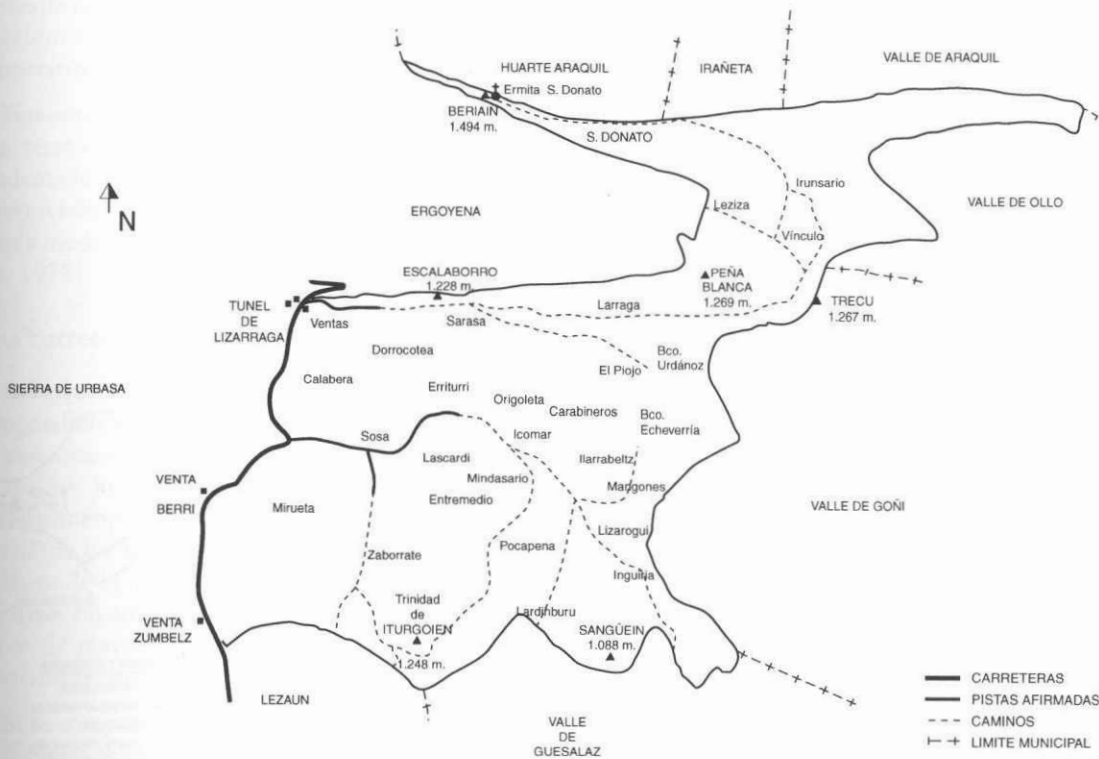 HUARTE ARAQUIL
IRAÑETA
VALLE DE ARAQUIL
Ermita S. Donato
BERIAIN
1.494 m.
S. DONATO
Irunsario
Leziza
VALLE DE OLLO
N
ERGOYENA
Vínculo
ESCALABORRO
1.228 m.
PEÑA
BLANCA
1.269 m.
TUNEL
DE
LIZARRAGA
Ventas
Larraga
TRECU
1.267 m.
Sarasa
Dorrocotea
Bco.
Urdánoz
El Piojo
SIERRA DE URBASA
Calabera
Erriturri
Origoleta
Carabineros
Bco.
Echeverría
Sosa
Icomar
Lascardi
Ilarrabeltz
Mindasario
VENTA
BERRI
Mirueta
Entremedio
Mangones
VALLE DE GOÑI
Lizarogui
Pocapena
Zaborrate
Inguiria
Trinidad
de
ITURGOIEN
1.248 m.
Lardinburu
VENTA
ZUMBELZ
SANGÜEIN
1.088 m.
LEZAUN
VALLE
DE
GUESALAZ
CARRETERAS
PISTAS AFIRMADAS
CAMINOS
LIMITE MUNICIPAL